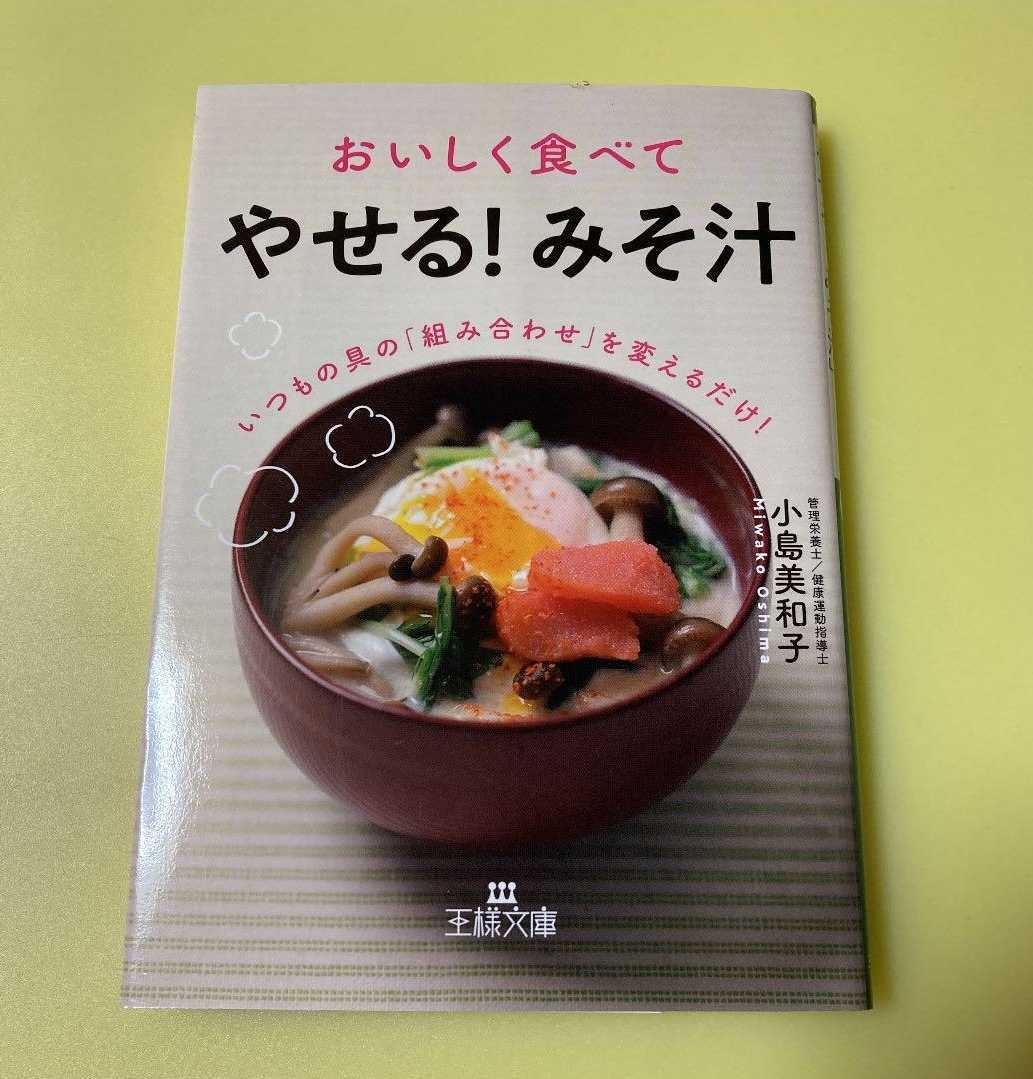 おいしく食べて
やせる!みそ汁
いつもの具の「組み合わせ」を変えるだけ!
管理栄養士/健康運動指導士
小島美和子
Miwako Oshima
王様文庫